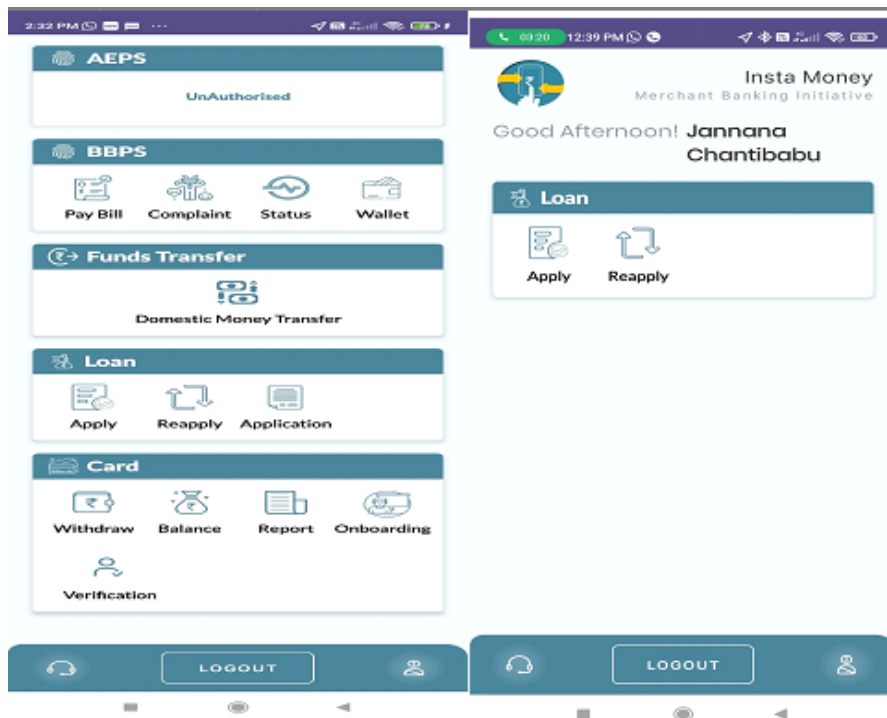 2:32 PM
AEPS
UnAuthorised
BBPS
Pay Bill Complaint Status Wallet
₹ Funds Transfer
Domestic Money Transfer
Loan
Apply Reapply Application
Card
Withdraw Balance Report Onboarding
Verification
LOGOUT
03:20 12:39 PM
Insta Money
Merchant Banking Initiative
Good Afternoon! Jannana
Chantibabu
Loan
Apply Reapply
LOGOUT